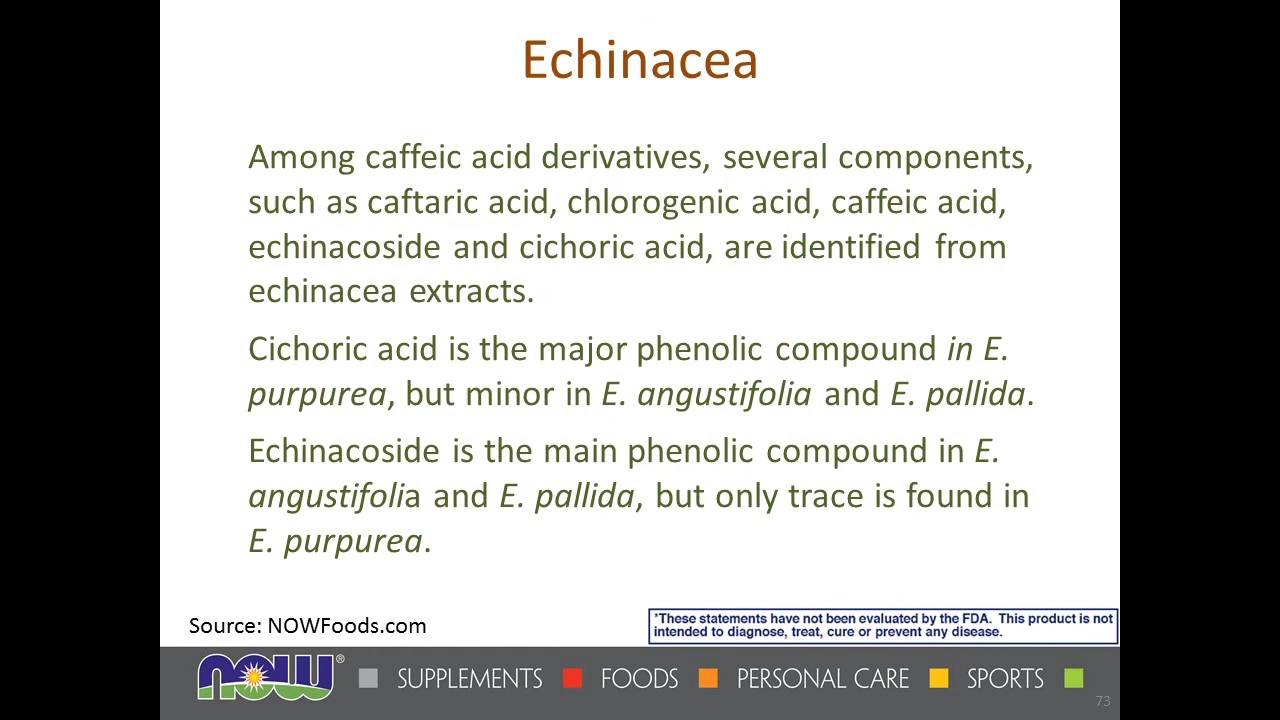 Echinacea
Among caffeic acid derivatives, several components,
such as caftaric acid, chlorogenic acid, caffeic acid,
echinacoside and cichoric acid, are identified from
echinacea extracts.
Cichoric acid is the major phenolic compound in E.
purpurea, but minor in E. angustifolia and E. pallida.
Echinacoside is the main phenolic compound in E.
angustifolia and E. pallida, but only trace is found in
E. purpurea.
Source: NOWFoods.com
*These statements have not been evaluated by the FDA. This product is not
intended to diagnose, treat, cure or prevent any disease.
now® SUPPLEMENTS FOODS PERSONAL CARE SPORTS
73